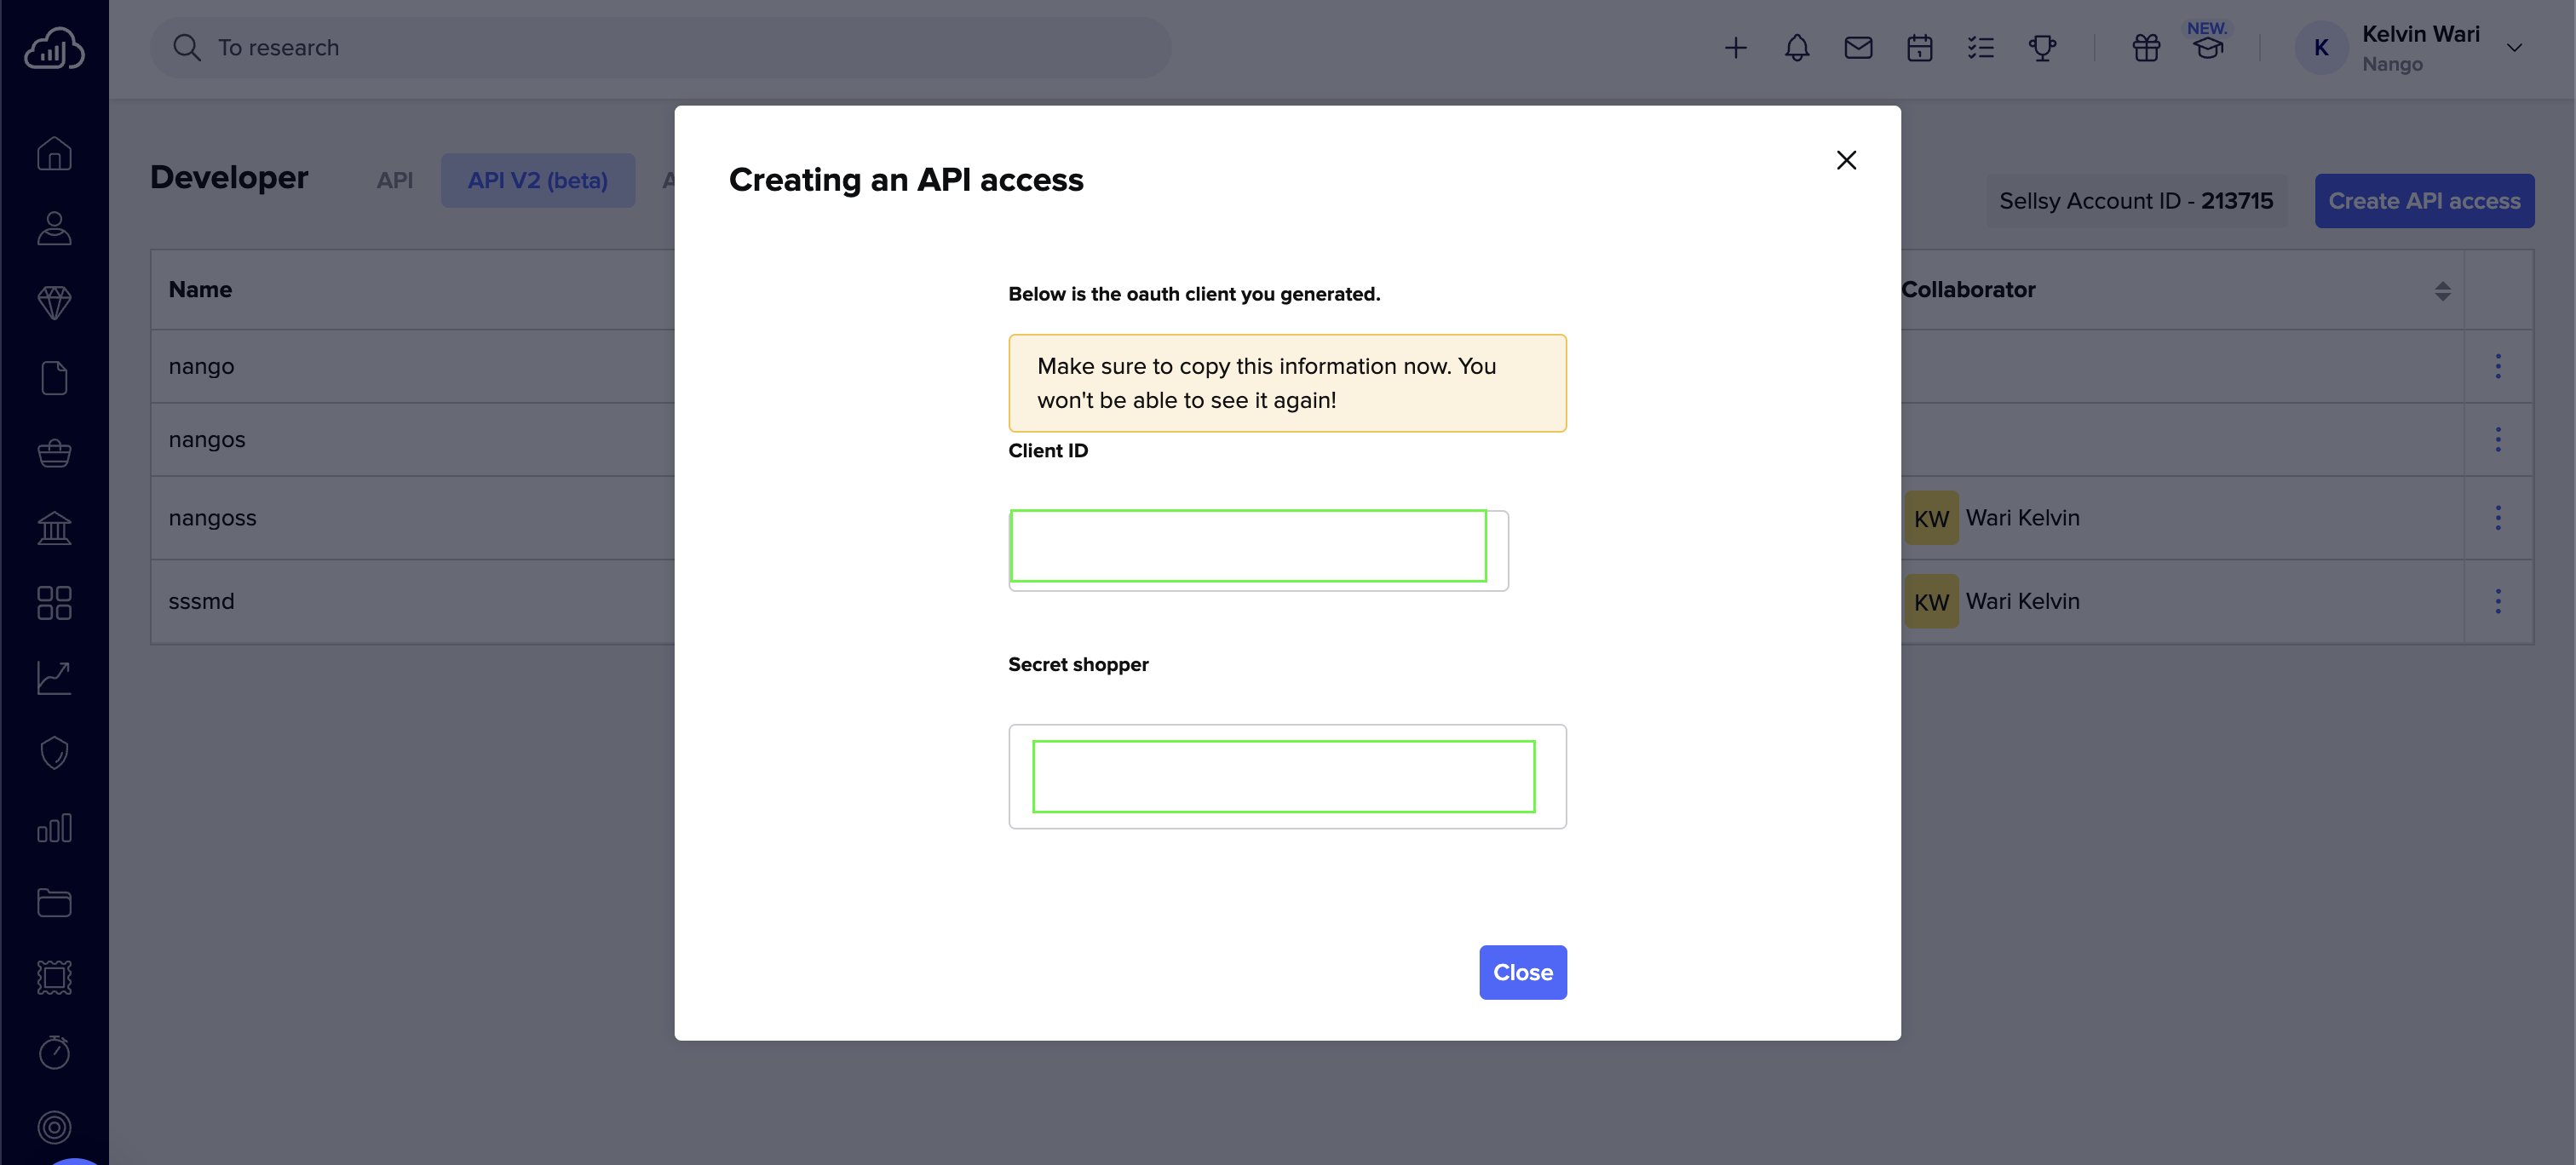 To research
NEW.
K
Kelvin Wari
Nango
Developer
API
API V2 (beta)
Sellsy Account ID - 213715
Create API access
Name
Collaborator
nango
nangos
nangoss
KW Wari Kelvin
sssmd
KW Wari Kelvin
Creating an API access
Below is the oauth client you generated.
Make sure to copy this information now. You
won't be able to see it again!
Client ID
Secret shopper
Close